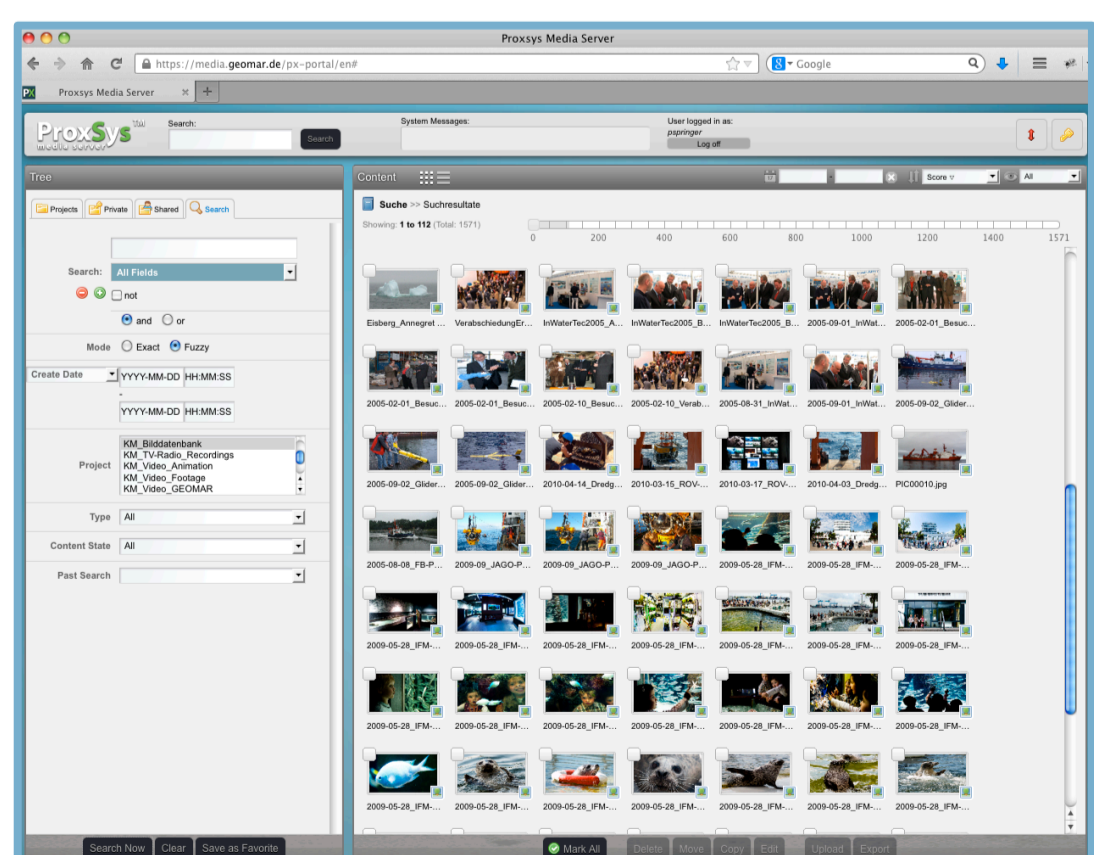 Proxsys Media Server
https://media.geomar.de/px-portal/en#
Google
PX Proxsys Media Server
ProxSys TM
media server
Search:
Search
System Messages:
User logged in as:
pspringer
Log off
Tree
Projects Private Shared Search
Search: All Fields
not
and or
Mode Exact Fuzzy
Create Date YYYY-MM-DD HH:MM:SS
-
YYYY-MM-DD HH:MM:SS
Project
KM_Bilddatenbank
KM_TV-Radio_Recordings
KM_Video_Animation
KM_Video_Footage
KM_Video_GEOMAR
Type All
Content State All
Past Search
Search Now Clear Save as Favorite
Content - Score All
Suche >> Suchresultate
Showing: 1 to 112 (Total: 1571)
0 200 400 600 800 1000 1200 1400 1571
Eisberg_Annegret ... VerabschiedungEr... InWaterTec2005_A... InWaterTec2005_B... InWaterTec2005_B... 2005-09-01_InWat... 2005-02-01_Besuc...
2005-02-01_Besuc... 2005-02-01_Besuc... 2005-02-10_Besuc... 2005-02-10_Verab... 2005-08-31_InWat... 2005-09-01_InWat... 2005-09-02_Glider...
2005-09-02_Glider... 2005-09-02_Glider... 2010-04-14_Dredg... 2010-03-15_ROV-... 2010-03-17_ROV-... 2010-04-03_Dredg... PIC00010.jpg
2005-08-08_FB-P... 2009-09_JAGO-P... 2009-09_JAGO-P... 2009-09_JAGO-P... 2009-05-28_IFM-... 2009-05-28_IFM-... 2009-05-28_IFM-...
2009-05-28_IFM-... 2009-05-28_IFM-... 2009-05-28_IFM-... 2009-05-28_IFM-... 2009-05-28_IFM-... 2009-05-28_IFM-... 2009-05-28_IFM-...
2009-05-28_IFM-... 2009-05-28_IFM-... 2009-05-28_IFM-... 2009-05-28_IFM-... 2009-05-28_IFM-... 2009-05-28_IFM-... 2009-05-28_IFM-...
2009-05-28_IFM-... 2009-05-28_IFM-... 2009-05-28_IFM-... 2009-05-28_IFM-... 2009-05-28_IFM-... 2009-05-28_IFM-... 2009-05-28_IFM-...
Mark All Delete Move Copy Edit Upload Export